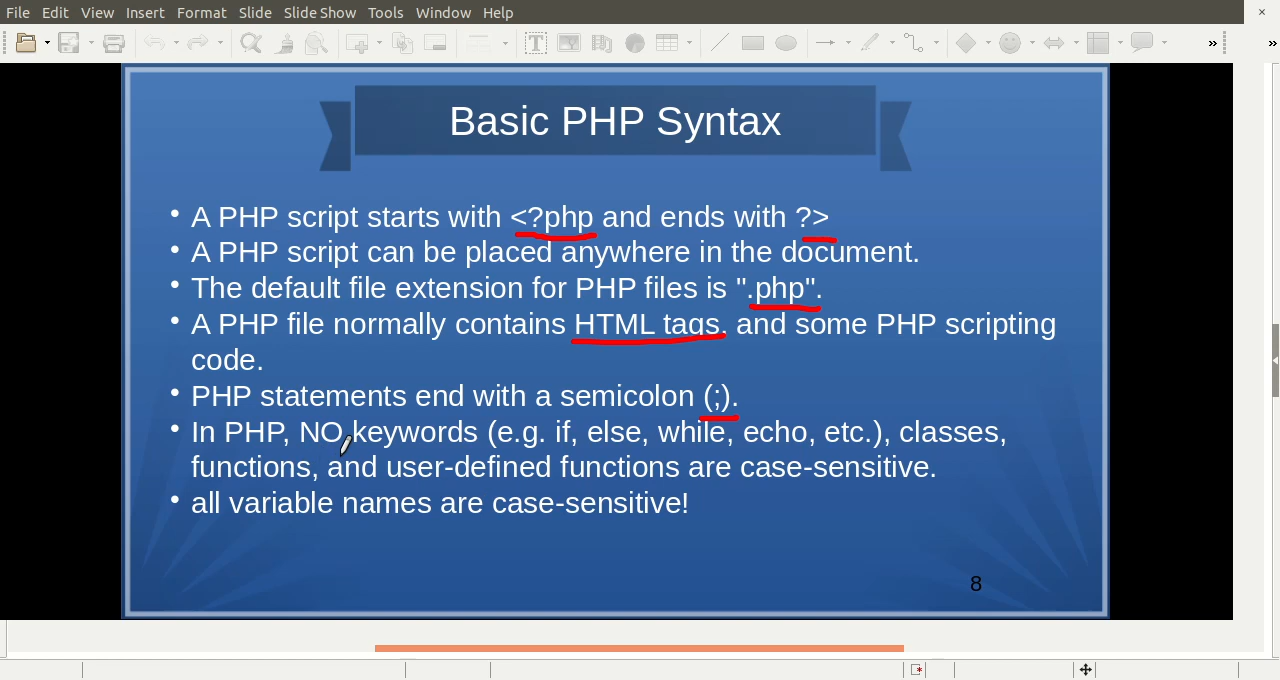 File Edit View Insert Format Slide Slide Show Tools Window Help
Basic PHP Syntax
• A PHP script starts with <?php and ends with ?>
• A PHP script can be placed anywhere in the document.
• The default file extension for PHP files is ".php".
• A PHP file normally contains HTML tags, and some PHP scripting
code.
• PHP statements end with a semicolon (;).
• In PHP, NO keywords (e.g. if, else, while, echo, etc.), classes,
functions, and user-defined functions are case-sensitive.
• all variable names are case-sensitive!
8